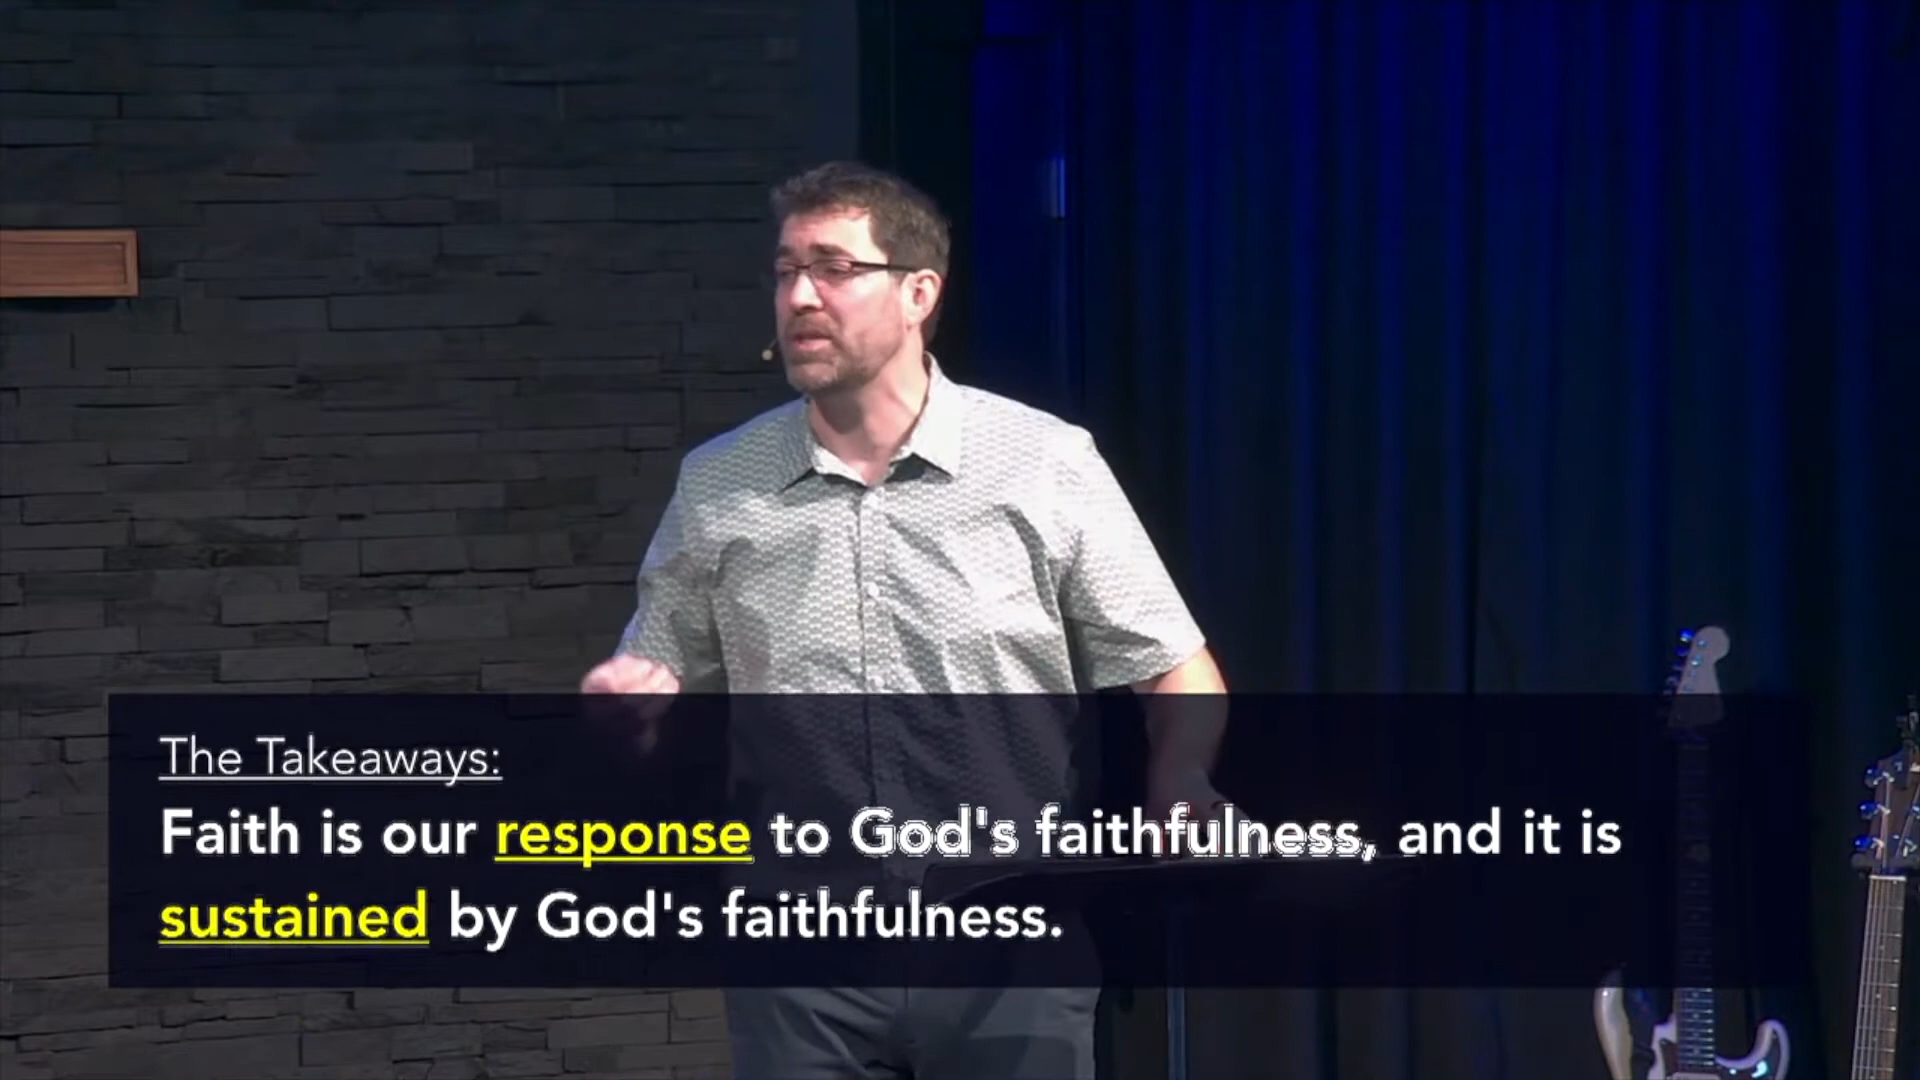 The Takeaways:
Faith is our response to God's faithfulness, and it is
sustained by God's faithfulness.